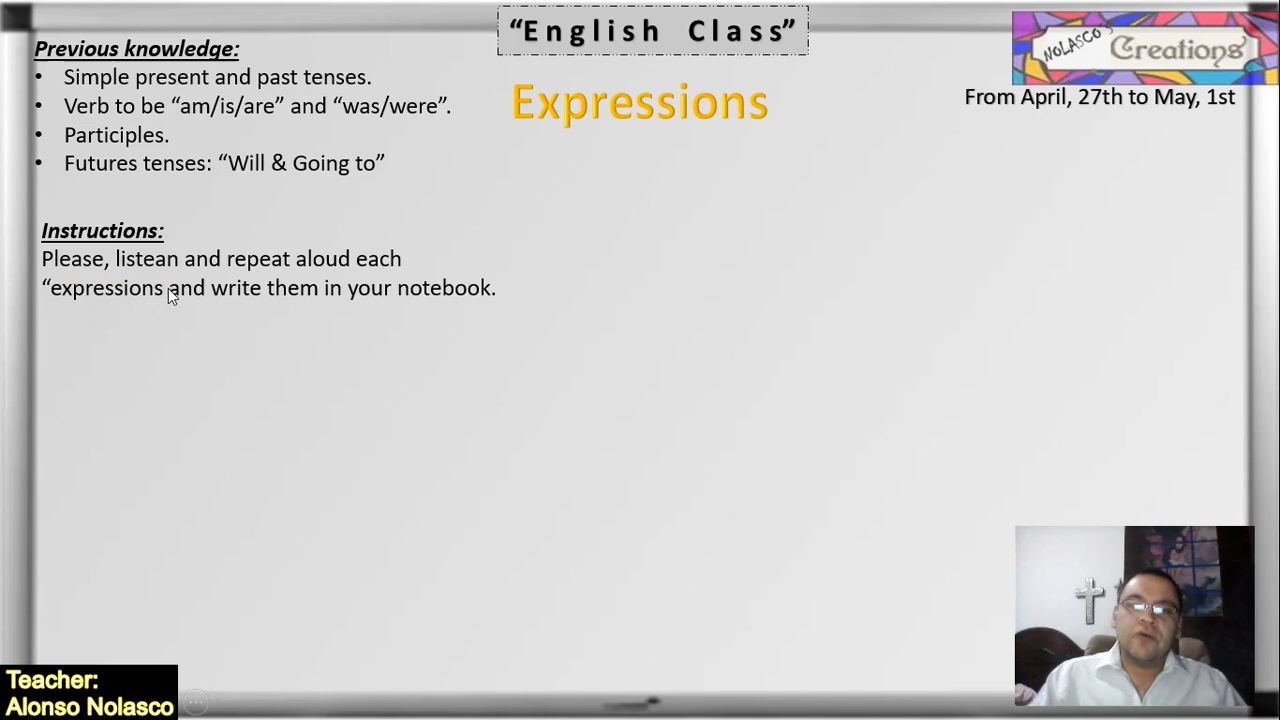 “English Class”
NOLASCO'S
Creations
Previous knowledge:
• Simple present and past tenses.
• Verb to be “am/is/are” and “was/were”.
• Participles.
• Futures tenses: “Will & Going to”
Expressions
From April, 27th to May, 1st
Instructions:
Please, listean and repeat aloud each
“expressions and write them in your notebook.
Teacher:
Alonso Nolasco